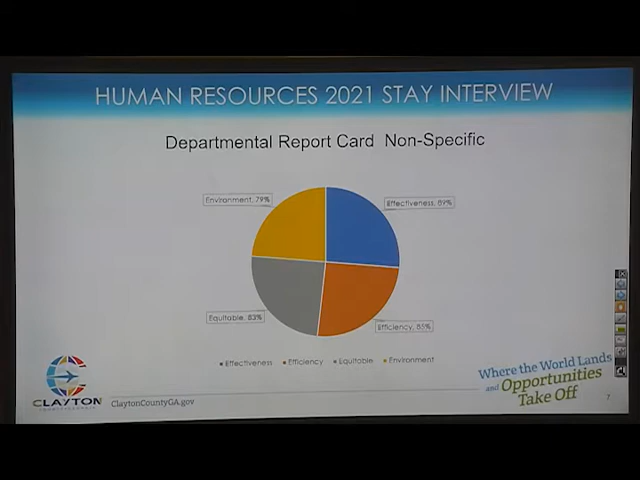 HUMAN RESOURCES 2021 STAY INTERVIEW
Departmental Report Card Non-Specific
Environment, 79%
Effectiveness, 89%
Equitable, 83%
Efficiency, 85%
Effectiveness Efficiency Equitable Environment
CLAYTON
ClaytonCountyGA.gov
Where the World Lands
and Opportunities
Take Off
7